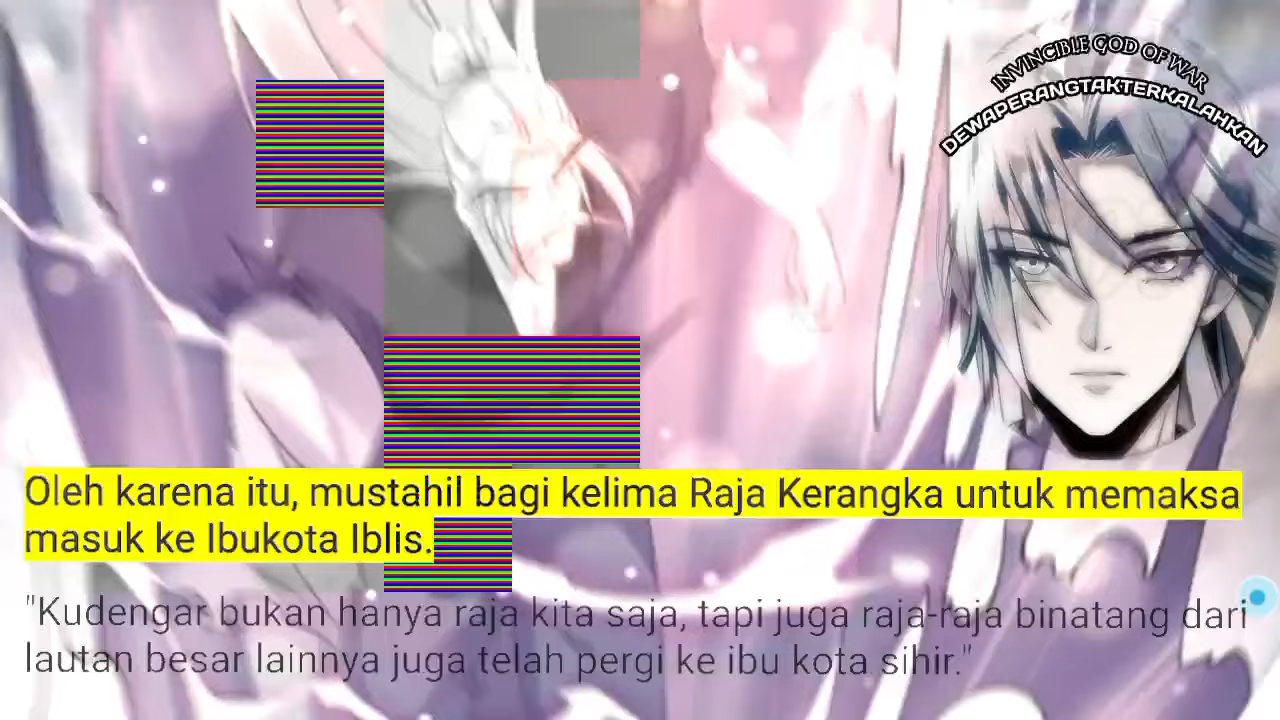 INVINCIBLE GOD OF WAR
DEWAPERANGTAKTERKALAHKAN
Oleh karena itu, mustahil bagi kelima Raja Kerangka untuk memaksa
masuk ke Ibukota Iblis.
"Kudengar bukan hanya raja kita saja, tapi juga raja-raja binatang dari
lautan besar lainnya juga telah pergi ke ibu kota sihir."